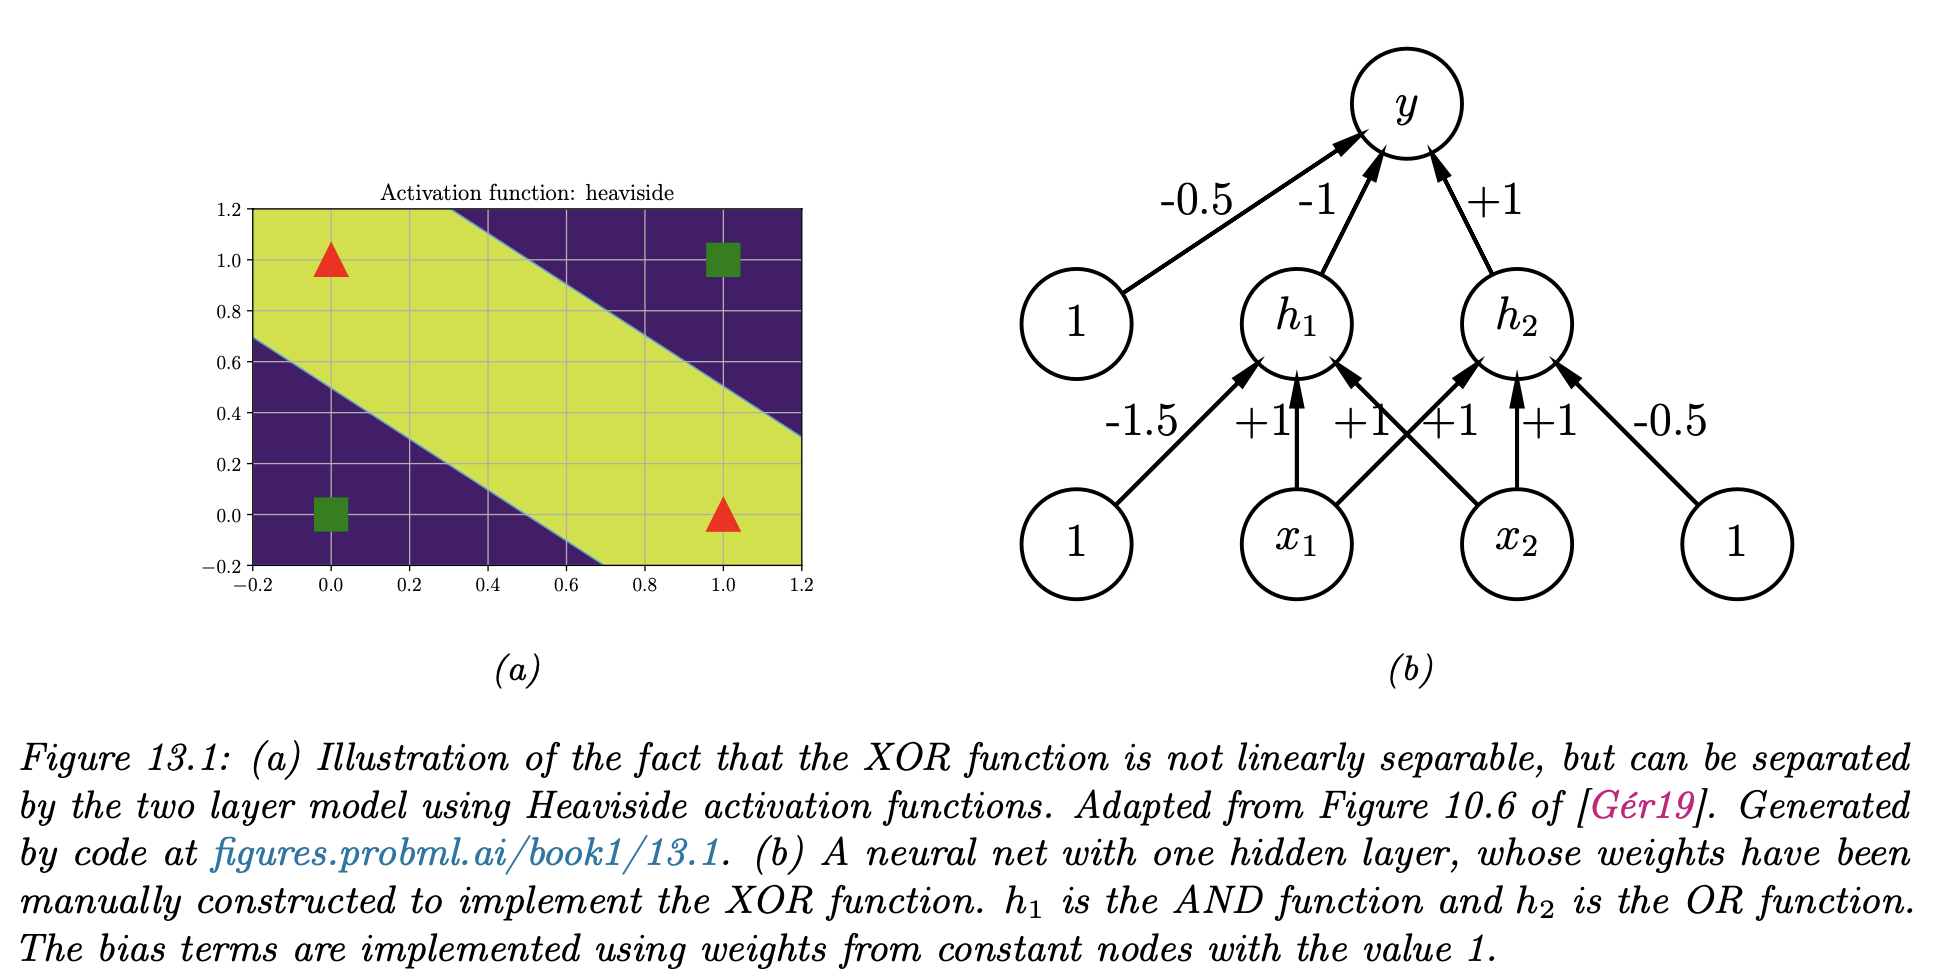 Activation function: heaviside
1.2
1.0
0.8
0.6
0.4
0.2
0.0
−0.2
−0.2 0.0 0.2 0.4 0.6 0.8 1.0 1.2
(a)
y
-0.5 -1 +1
1 h₁ h₂
-1.5 +1 +1 +1 +1 -0.5
1 x₁ x₂ 1
(b)
Figure 13.1: (a) Illustration of the fact that the XOR function is not linearly separable, but can be separated
by the two layer model using Heaviside activation functions. Adapted from Figure 10.6 of [Gér19]. Generated
by code at figures.probml.ai/book1/13.1. (b) A neural net with one hidden layer, whose weights have been
manually constructed to implement the XOR function. h₁ is the AND function and h₂ is the OR function.
The bias terms are implemented using weights from constant nodes with the value 1.